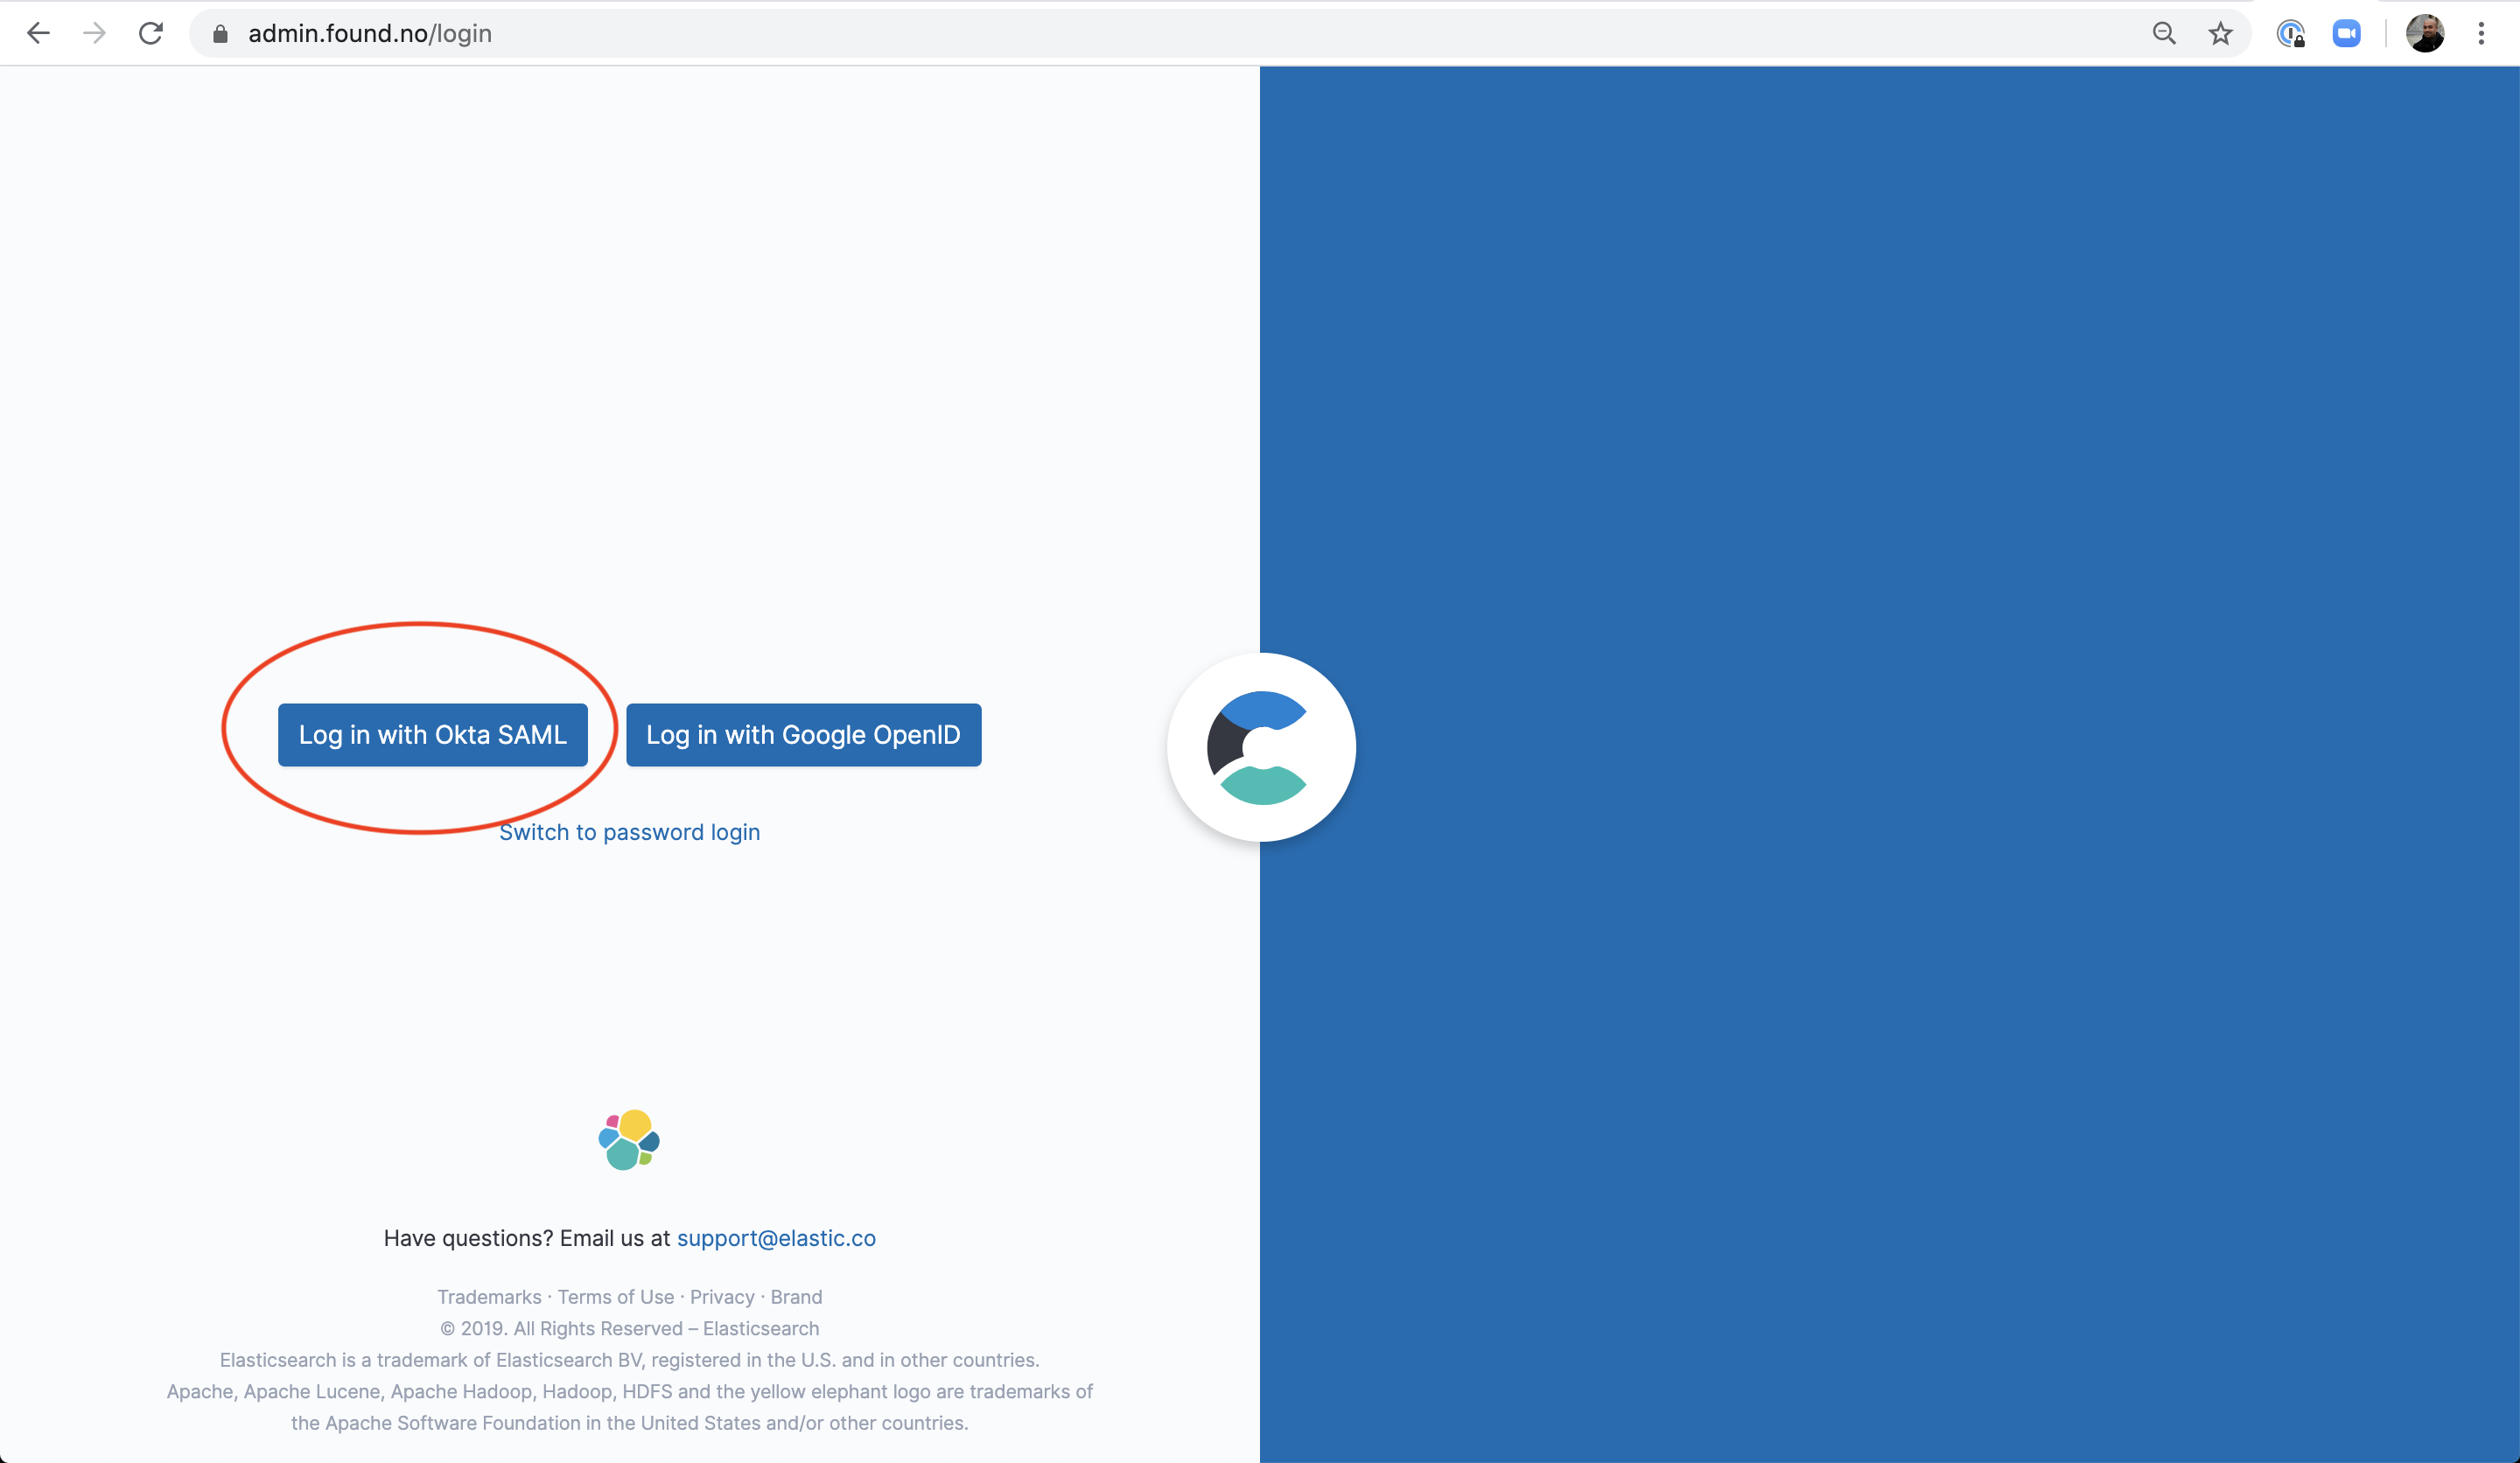 admin.found.no/login
Log in with Okta SAML
Log in with Google OpenID
Switch to password login
Have questions? Email us at support@elastic.co
Trademarks · Terms of Use · Privacy · Brand
© 2019. All Rights Reserved – Elasticsearch
Elasticsearch is a trademark of Elasticsearch BV, registered in the U.S. and in other countries.
Apache, Apache Lucene, Apache Hadoop, Hadoop, HDFS and the yellow elephant logo are trademarks of
the Apache Software Foundation in the United States and/or other countries.